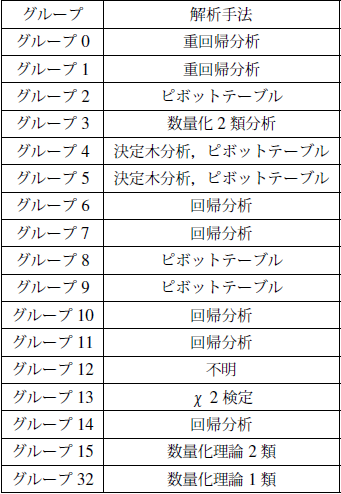 グループ 解析手法
グループ 0 重回帰分析
グループ 1 重回帰分析
グループ 2 ピボットテーブル
グループ 3 数量化 2 類分析
グループ 4 決定木分析，ピボットテーブル
グループ 5 決定木分析，ピボットテーブル
グループ 6 回帰分析
グループ 7 回帰分析
グループ 8 ピボットテーブル
グループ 9 ピボットテーブル
グループ 10 回帰分析
グループ 11 回帰分析
グループ 12 不明
グループ 13 χ 2 検定
グループ 14 回帰分析
グループ 15 数量化理論 2 類
グループ 32 数量化理論 1 類